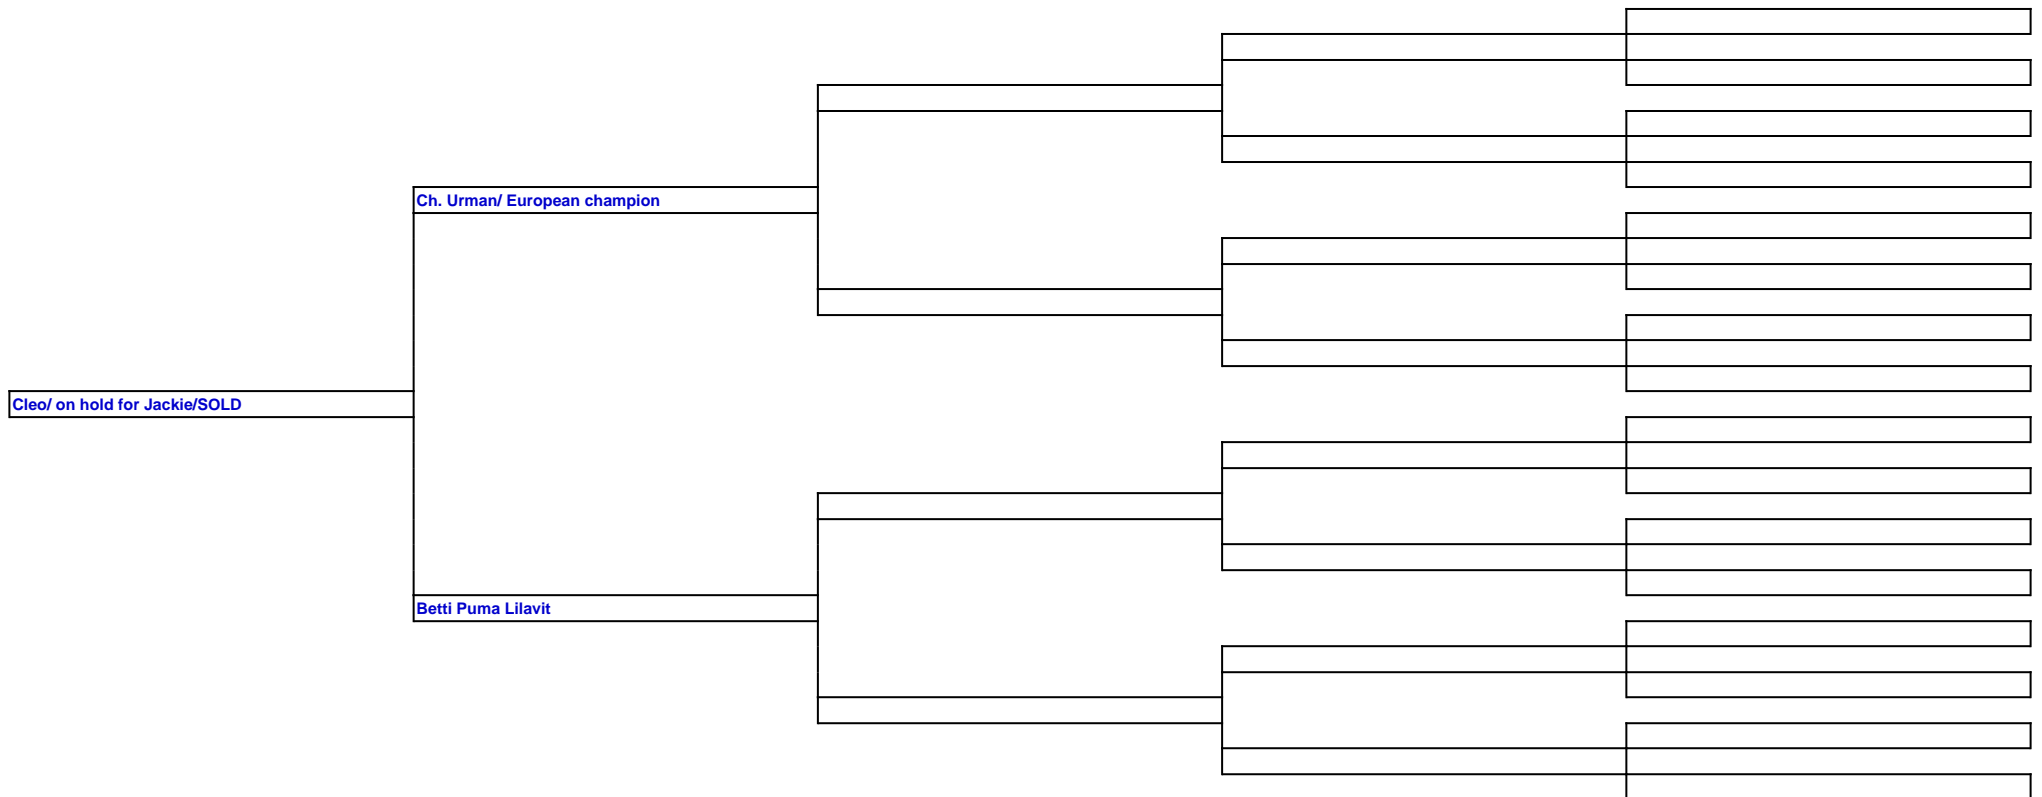 Ch. Urman/ European champion
Cleo/ on hold for Jackie/SOLD
Betti Puma Lilavit